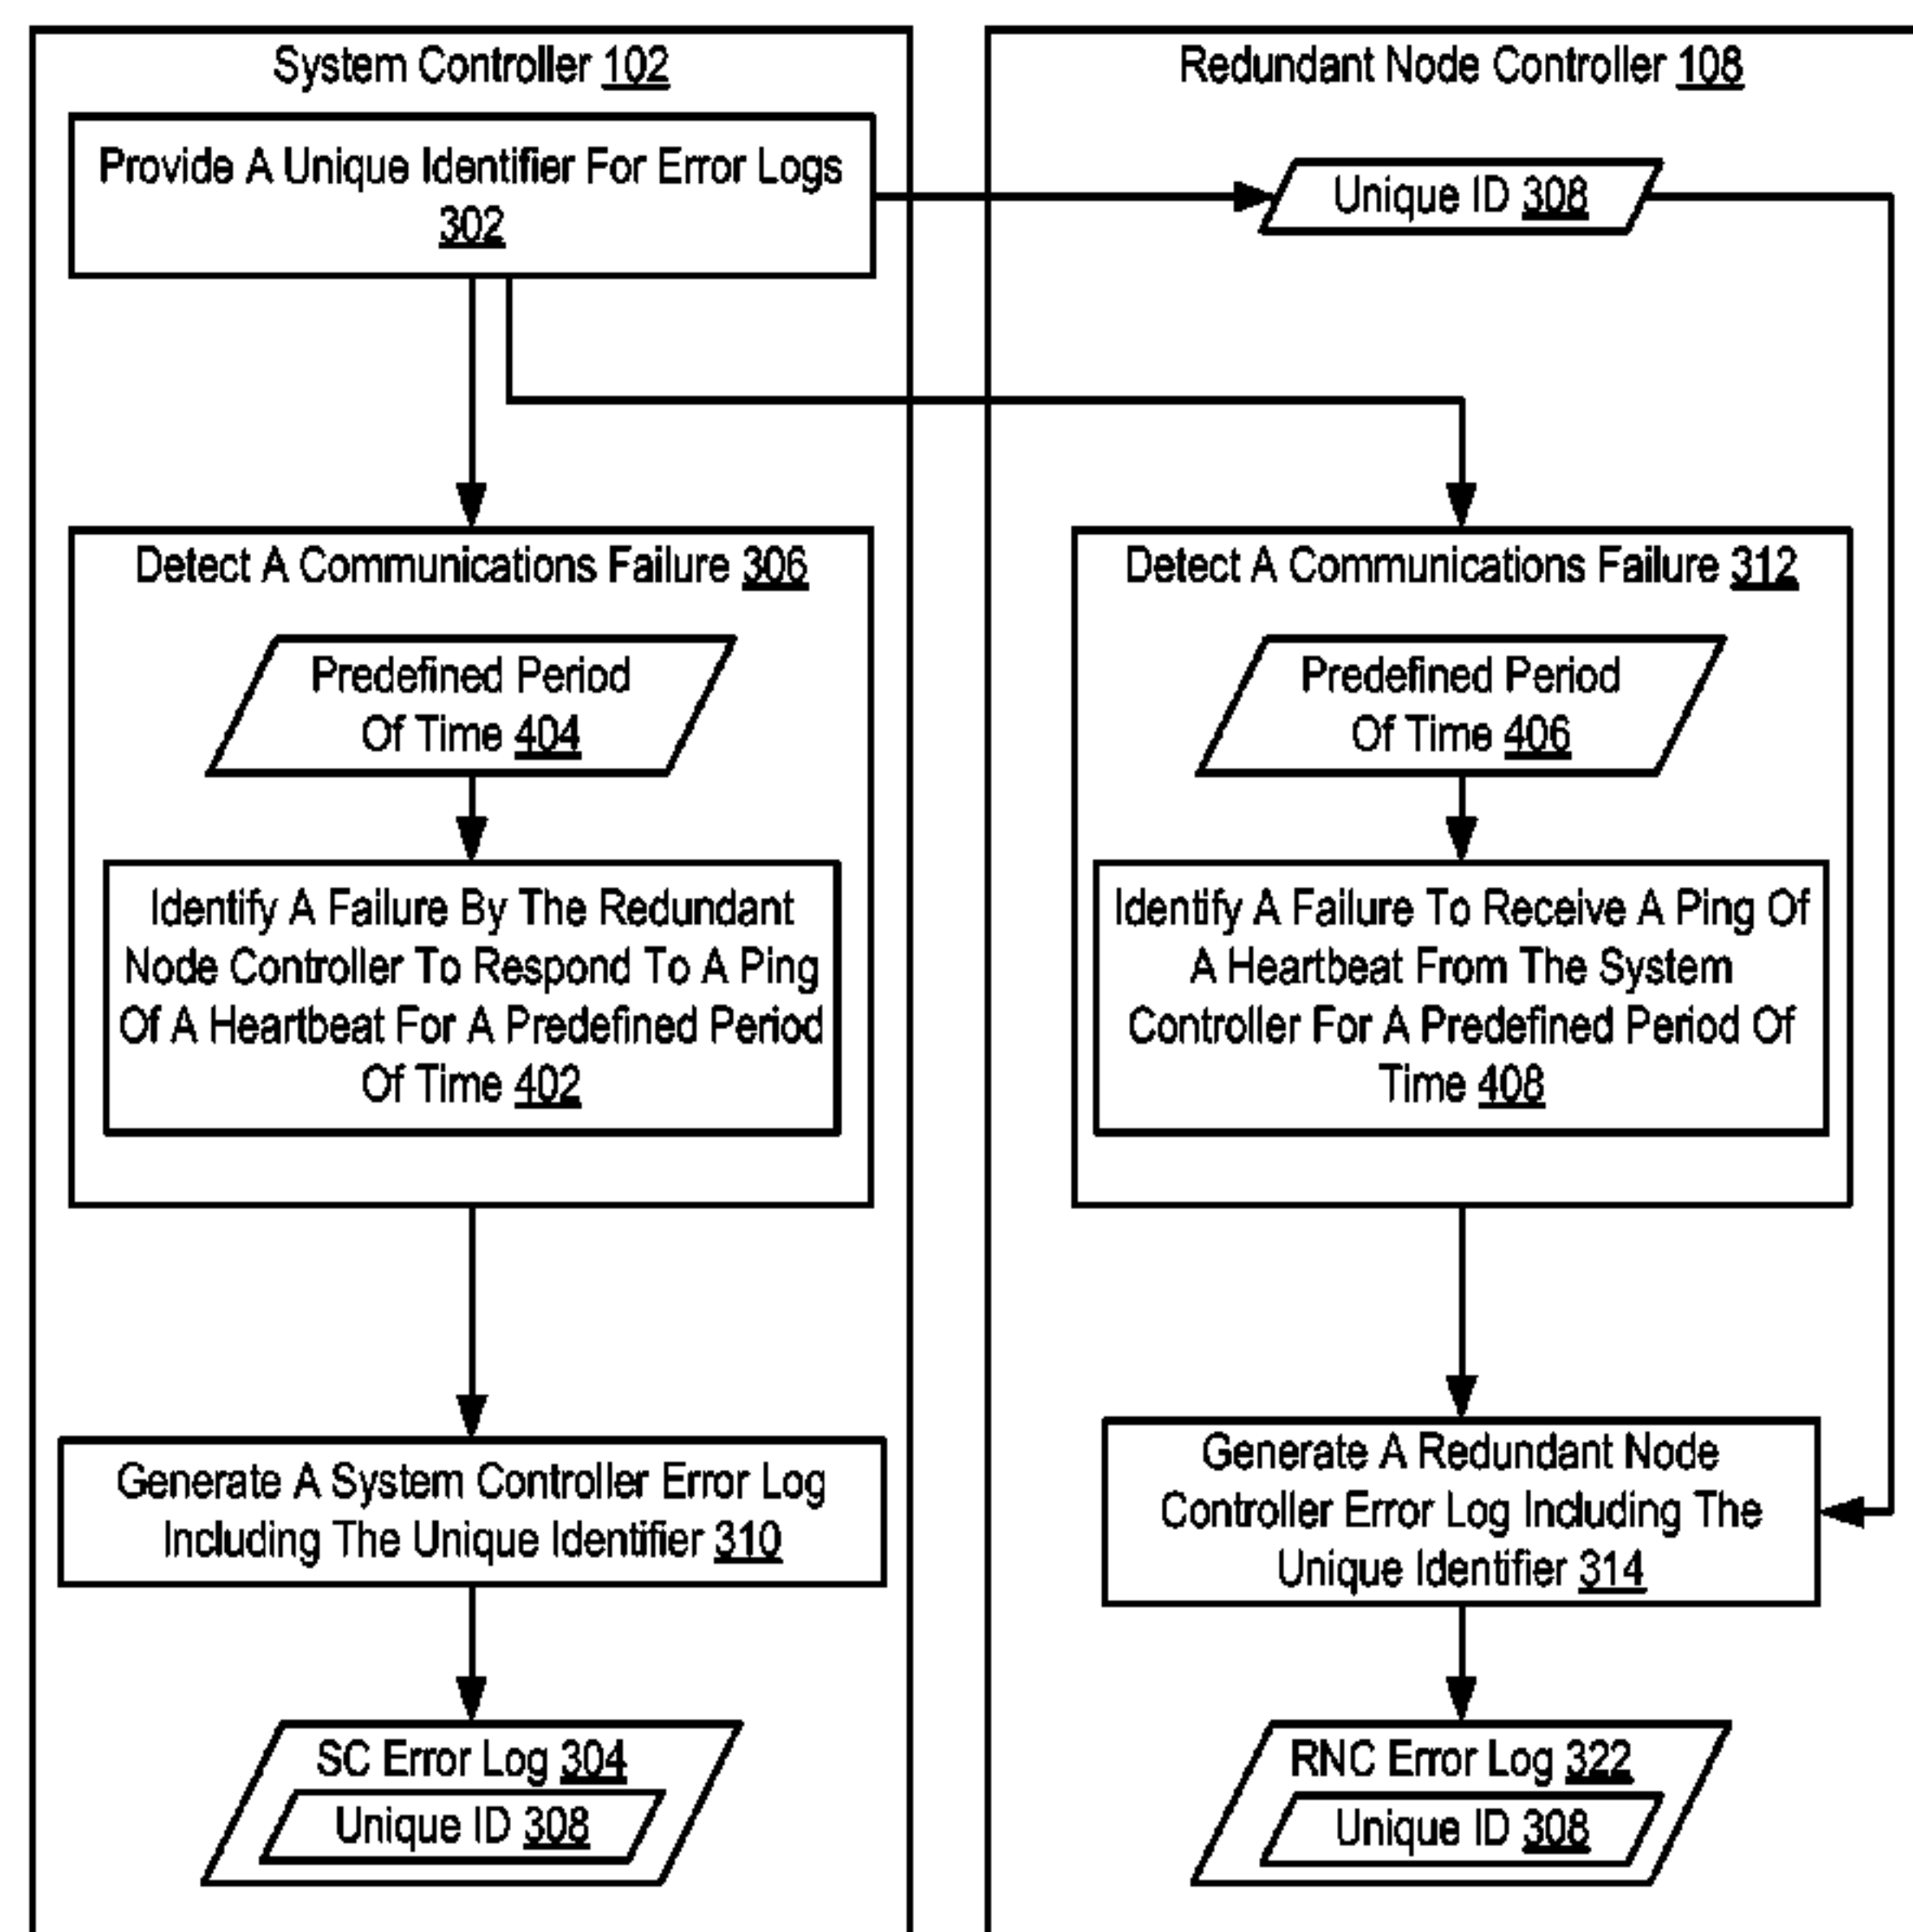 System Controller 102
Provide A Unique Identifier For Error Logs
302
Detect A Communications Failure 306
Predefined Period
Of Time 404
Identify A Failure By The Redundant
Node Controller To Respond To A Ping
Of A Heartbeat For A Predefined Period
Of Time 402
Generate A System Controller Error Log
Including The Unique Identifier 310
SC Error Log 304
Unique ID 308
Redundant Node Controller 108
Unique ID 308
Detect A Communications Failure 312
Predefined Period
Of Time 406
Identify A Failure To Receive A Ping Of
A Heartbeat From The System
Controller For A Predefined Period Of
Time 408
Generate A Redundant Node
Controller Error Log Including The
Unique Identifier 314
RNC Error Log 322
Unique ID 308